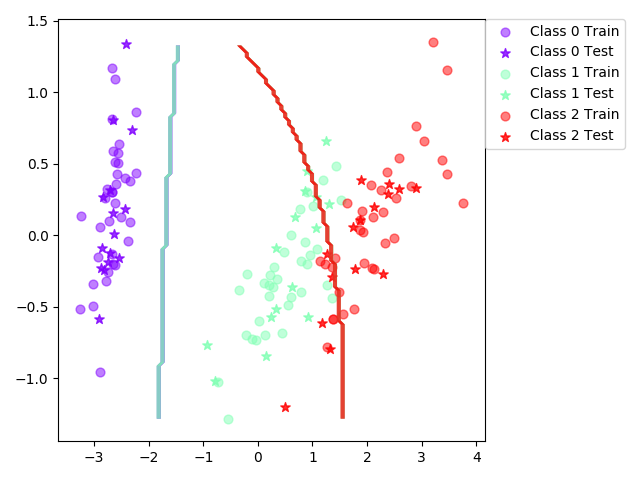 1.5
1.0
0.5
0.0
−0.5
−1.0
−3
−2
−1
0
1
2
3
4
Class 0 Train
Class 0 Test
Class 1 Train
Class 1 Test
Class 2 Train
Class 2 Test